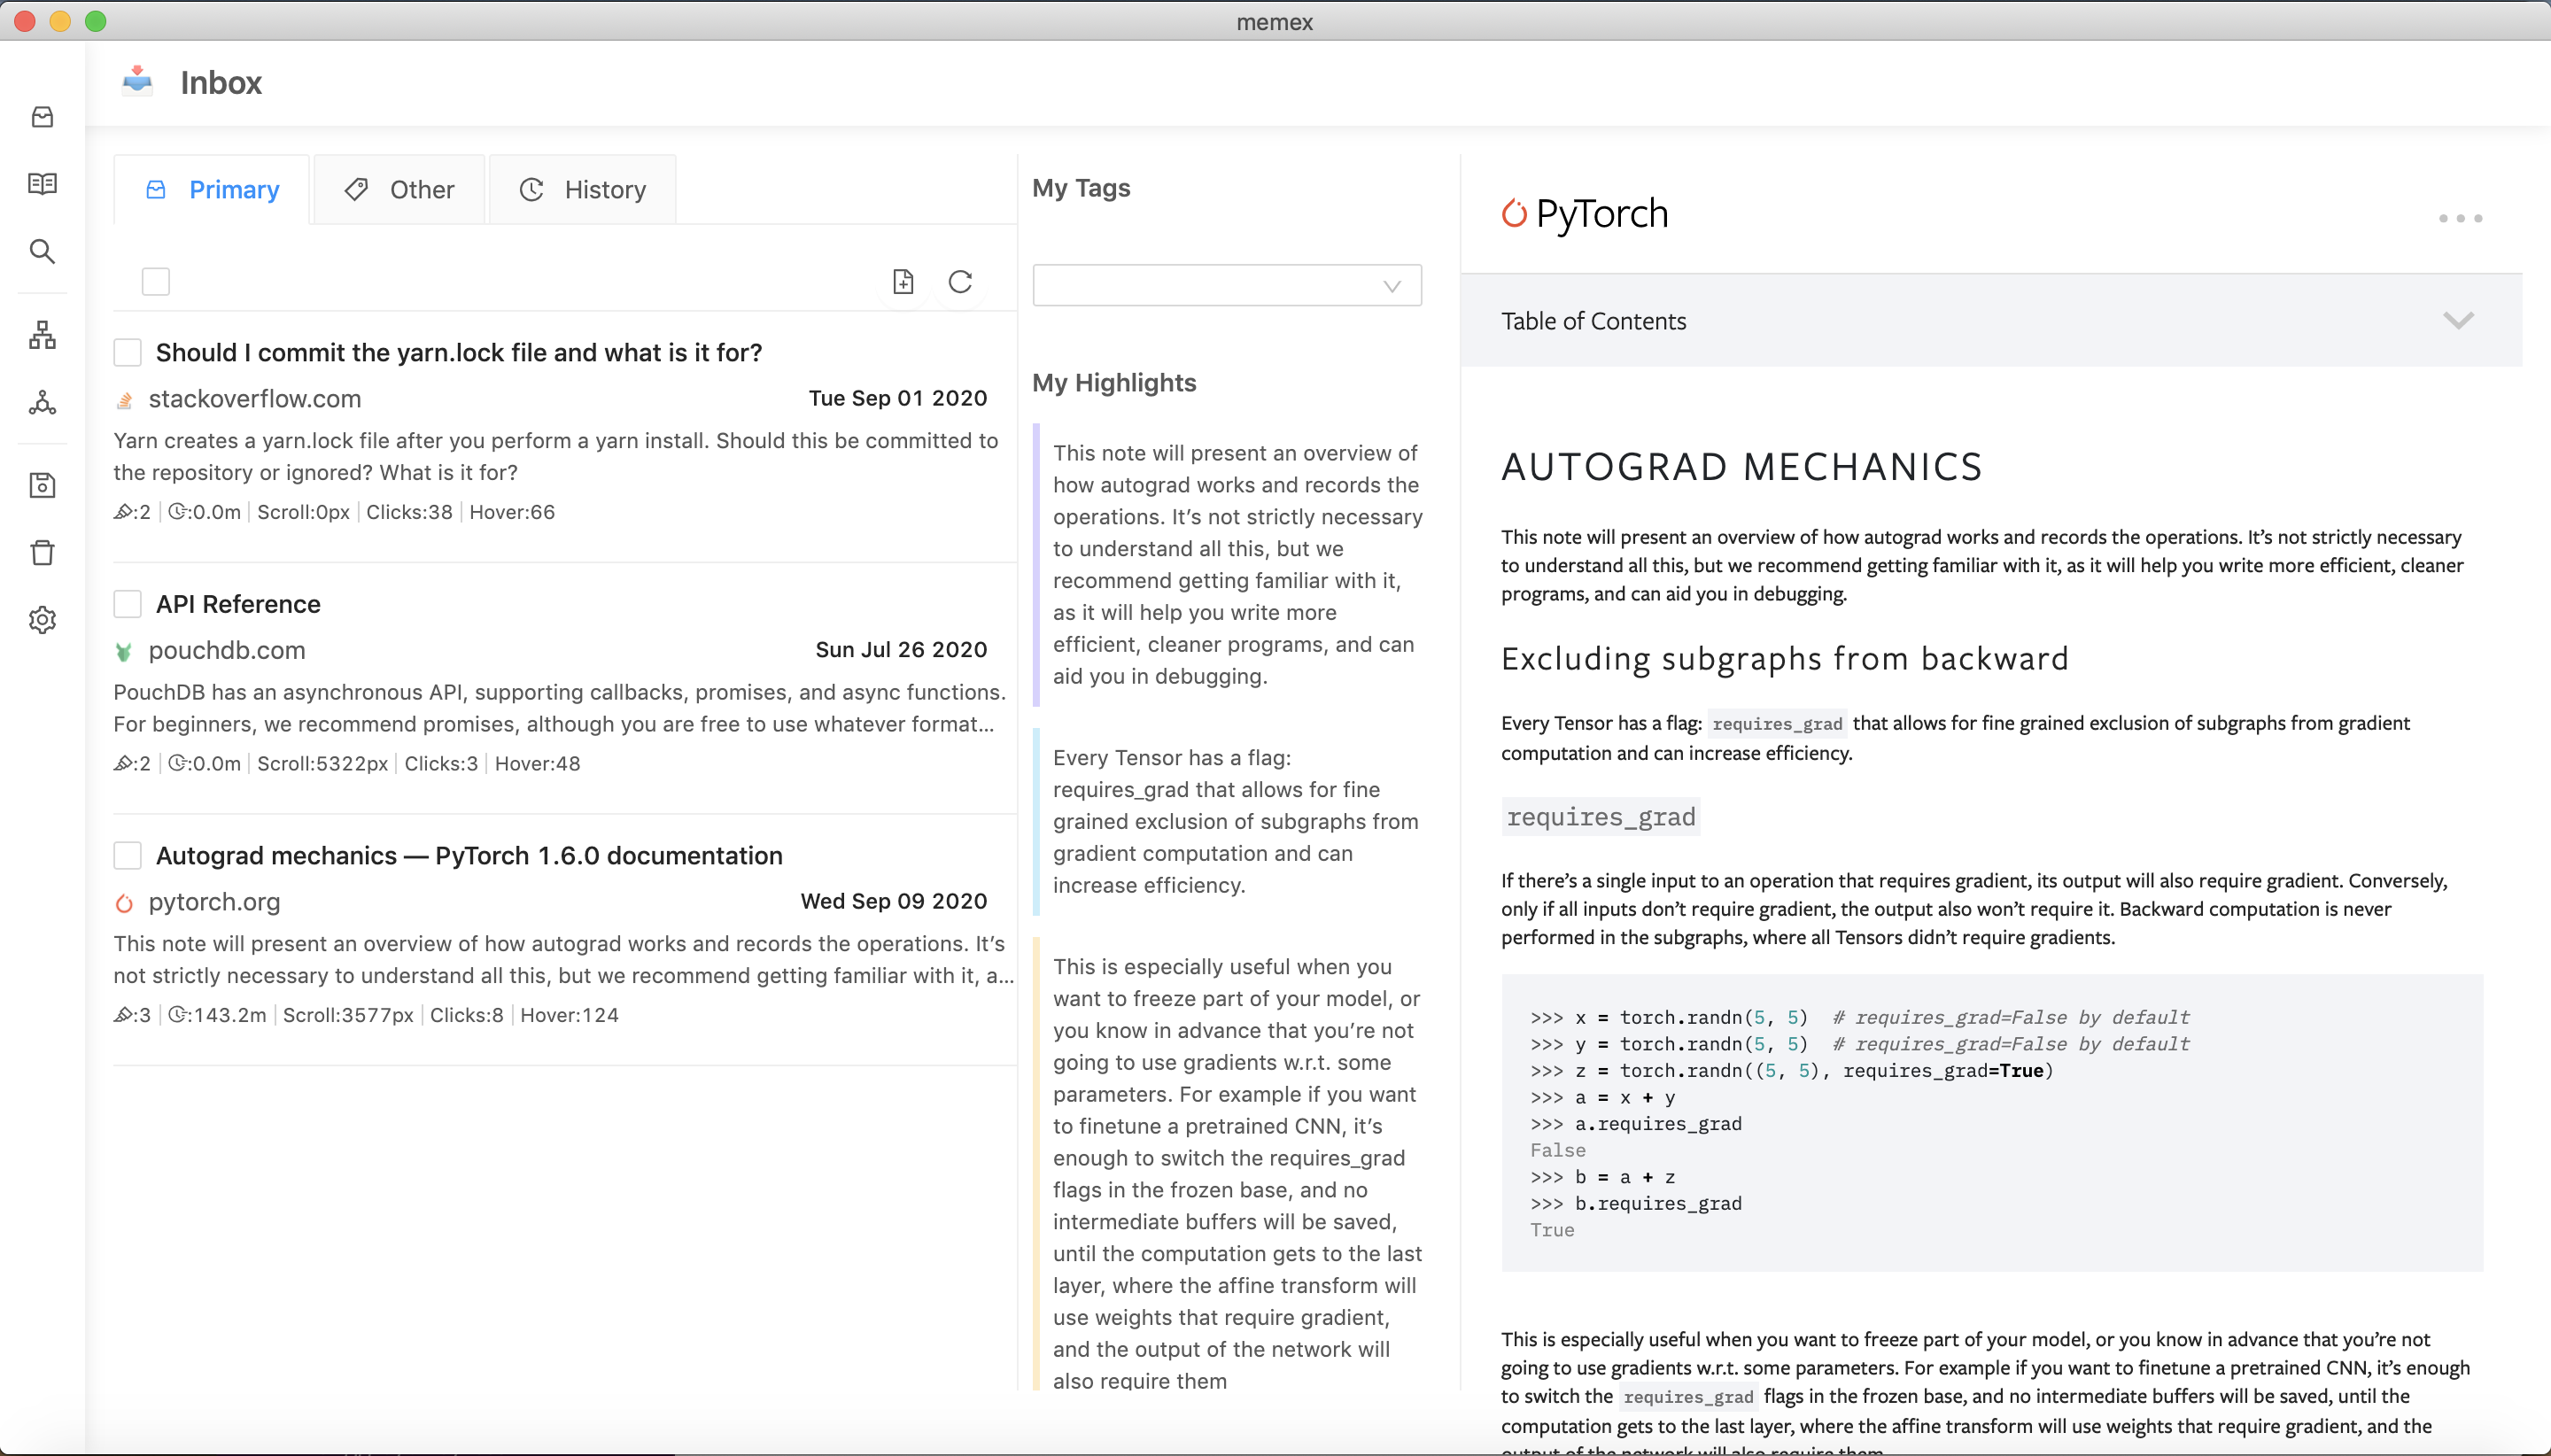 memex
Inbox
Primary
Other
History
Should I commit the yarn.lock file and what is it for?
stackoverflow.com
Tue Sep 01 2020
Yarn creates a yarn.lock file after you perform a yarn install. Should this be committed to
the repository or ignored? What is it for?
:2 | :0.0m | Scroll:0px | Clicks:38 | Hover:66
API Reference
pouchdb.com
Sun Jul 26 2020
PouchDB has an asynchronous API, supporting callbacks, promises, and async functions.
For beginners, we recommend promises, although you are free to use whatever format...
:2 | :0.0m | Scroll:5322px | Clicks:3 | Hover:48
Autograd mechanics — PyTorch 1.6.0 documentation
pytorch.org
Wed Sep 09 2020
This note will present an overview of how autograd works and records the operations. It’s
not strictly necessary to understand all this, but we recommend getting familiar with it, a...
:3 | :143.2m | Scroll:3577px | Clicks:8 | Hover:124
My Tags
My Highlights
This note will present an overview of
how autograd works and records the
operations. It’s not strictly necessary
to understand all this, but we
recommend getting familiar with it,
as it will help you write more
efficient, cleaner programs, and can
aid you in debugging.
Every Tensor has a flag:
requires_grad that allows for fine
grained exclusion of subgraphs from
gradient computation and can
increase efficiency.
This is especially useful when you
want to freeze part of your model, or
you know in advance that you’re not
going to use gradients w.r.t. some
parameters. For example if you want
to finetune a pretrained CNN, it’s
enough to switch the requires_grad
flags in the frozen base, and no
intermediate buffers will be saved,
until the computation gets to the last
layer, where the affine transform will
use weights that require gradient,
and the output of the network will
also require them
PyTorch
Table of Contents
AUTOGRAD MECHANICS
This note will present an overview of how autograd works and records the operations. It’s not strictly necessary
to understand all this, but we recommend getting familiar with it, as it will help you write more efficient, cleaner
programs, and can aid you in debugging.
Excluding subgraphs from backward
Every Tensor has a flag: requires_grad that allows for fine grained exclusion of subgraphs from gradient
computation and can increase efficiency.
requires_grad
If there’s a single input to an operation that requires gradient, its output will also require gradient. Conversely,
only if all inputs don’t require gradient, the output also won’t require it. Backward computation is never
performed in the subgraphs, where all Tensors didn’t require gradients.
>>> x = torch.randn(5, 5)  # requires_grad=False by default
>>> y = torch.randn(5, 5)  # requires_grad=False by default
>>> z = torch.randn((5, 5), requires_grad=True)
>>> a = x + y
>>> a.requires_grad
False
>>> b = a + z
>>> b.requires_grad
True
This is especially useful when you want to freeze part of your model, or you know in advance that you’re not
going to use gradients w.r.t. some parameters. For example if you want to finetune a pretrained CNN, it’s enough
to switch the requires_grad flags in the frozen base, and no intermediate buffers will be saved, until the
computation gets to the last layer, where the affine transform will use weights that require gradient, and the
output of the network will also require them